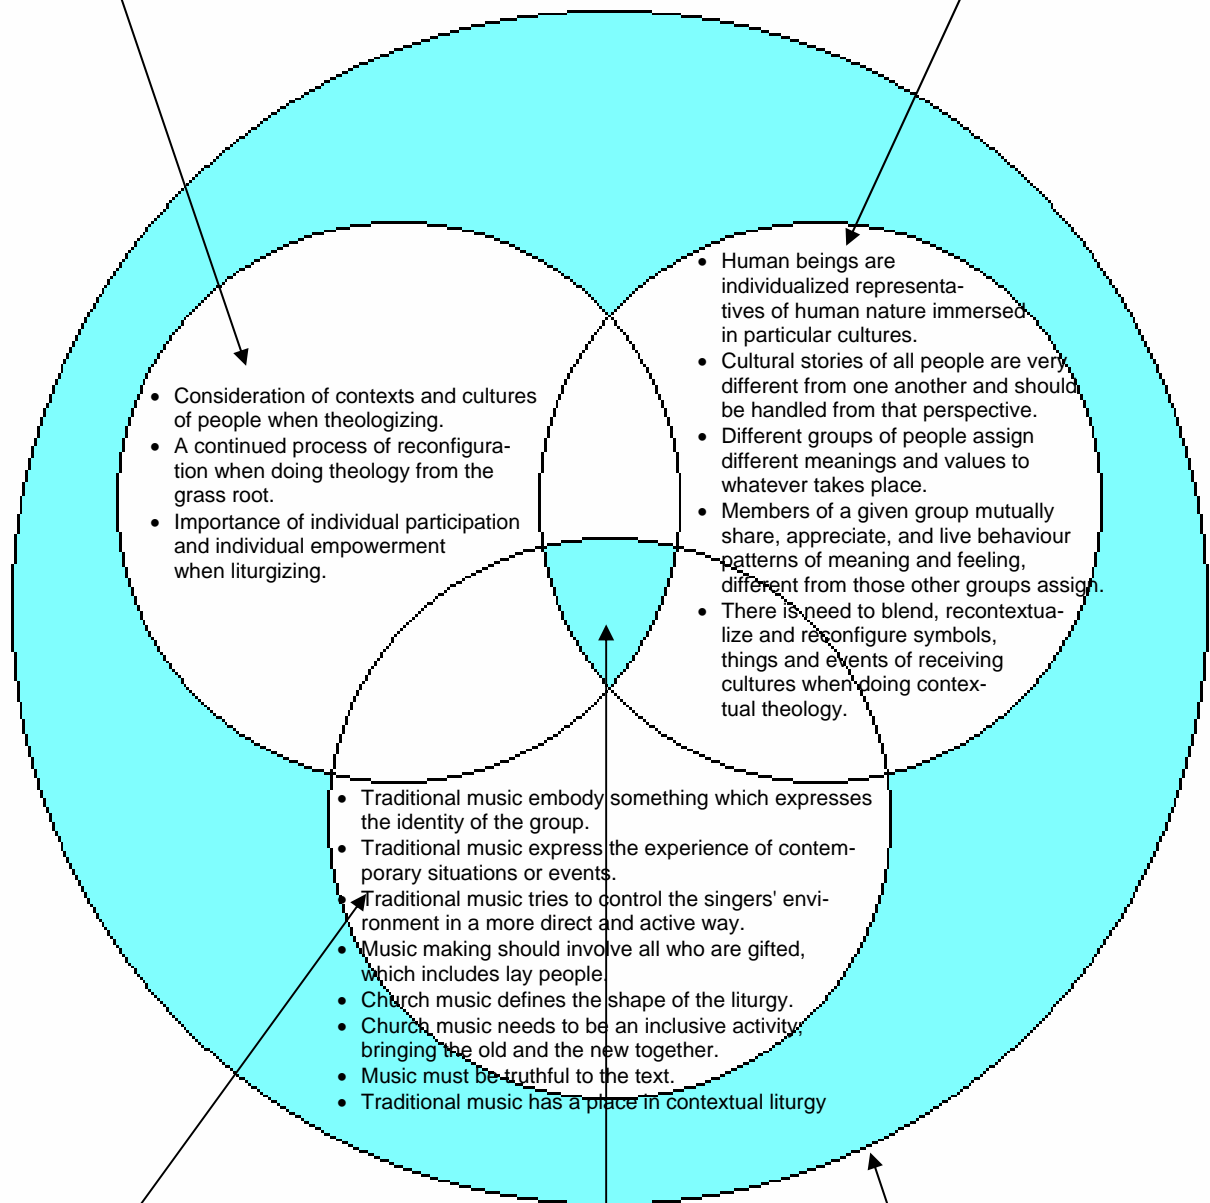 • Human beings are
individualized representa-
tives of human nature immersed
in particular cultures.
• Cultural stories of all people are very
different from one another and should
be handled from that perspective.
• Different groups of people assign
different meanings and values to
whatever takes place.
• Members of a given group mutually
share, appreciate, and live behaviour
patterns of meaning and feeling,
different from those other groups assign.
• There is need to blend, recontextua-
lize and reconfigure symbols,
things and events of receiving
cultures when doing contex-
tual theology.
• Consideration of contexts and cultures
of people when theologizing.
• A continued process of reconfigura-
tion when doing theology from the
grass root.
• Importance of individual participation
and individual empowerment
when liturgizing.
• Traditional music embody something which expresses
the identity of the group.
• Traditional music express the experience of contem-
porary situations or events.
• Traditional music tries to control the singers' envi-
ronment in a more direct and active way.
• Music making should involve all who are gifted,
which includes lay people.
• Church music defines the shape of the liturgy.
• Church music needs to be an inclusive activity,
bringing the old and the new together.
• Music must be truthful to the text.
• Traditional music has a place in contextual liturgy